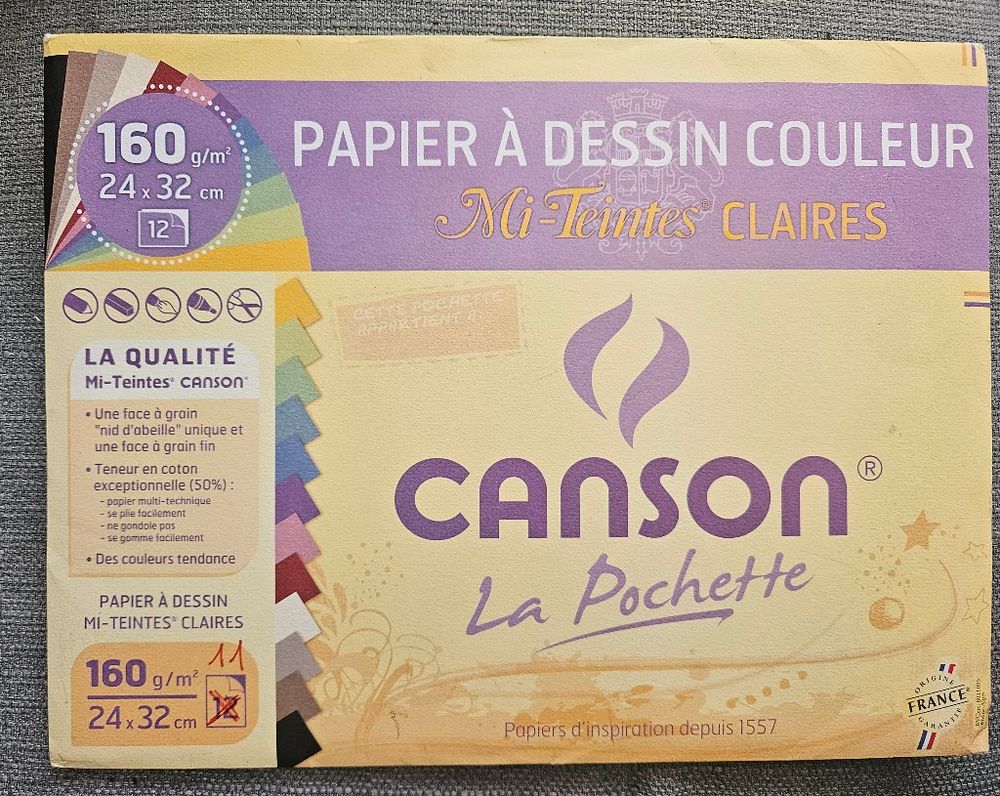 160 g/m²
24 x 32 cm
12
PAPIER À DESSIN COULEUR
Mi-Teintes® CLAIRES
CETTE POCHETTE
APPARTIENT À
LA QUALITÉ
Mi-Teintes® CANSON®
• Une face à grain
"nid d'abeille" unique et
une face à grain fin
• Teneur en coton
exceptionnelle (50%) :
- papier multi-technique
- se plie facilement
- ne gondole pas
- se gomme facilement
• Des couleurs tendance
PAPIER À DESSIN
MI-TEINTES® CLAIRES
11
160 g/m²
24 x 32 cm
12
CANSON®
La Pochette
Papiers d'inspiration depuis 1557
ORIGINE
FRANCE
GARANTIE